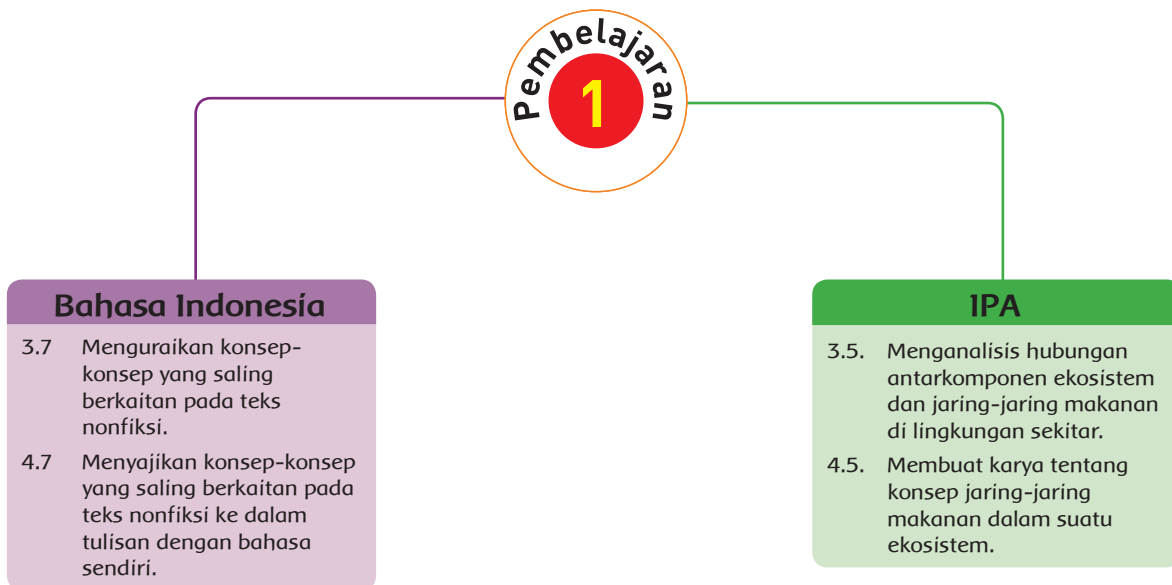 Pembelajaran
1
Bahasa Indonesia
3.7 Menguraikan konsep-
konsep yang saling
berkaitan pada teks
nonfiksi.
4.7 Menyajikan konsep-konsep
yang saling berkaitan pada
teks nonfiksi ke dalam
tulisan dengan bahasa
sendiri.
IPA
3.5. Menganalisis hubungan
antarkomponen ekosistem
dan jaring-jaring makanan
di lingkungan sekitar.
4.5. Membuat karya tentang
konsep jaring-jaring
makanan dalam suatu
ekosistem.